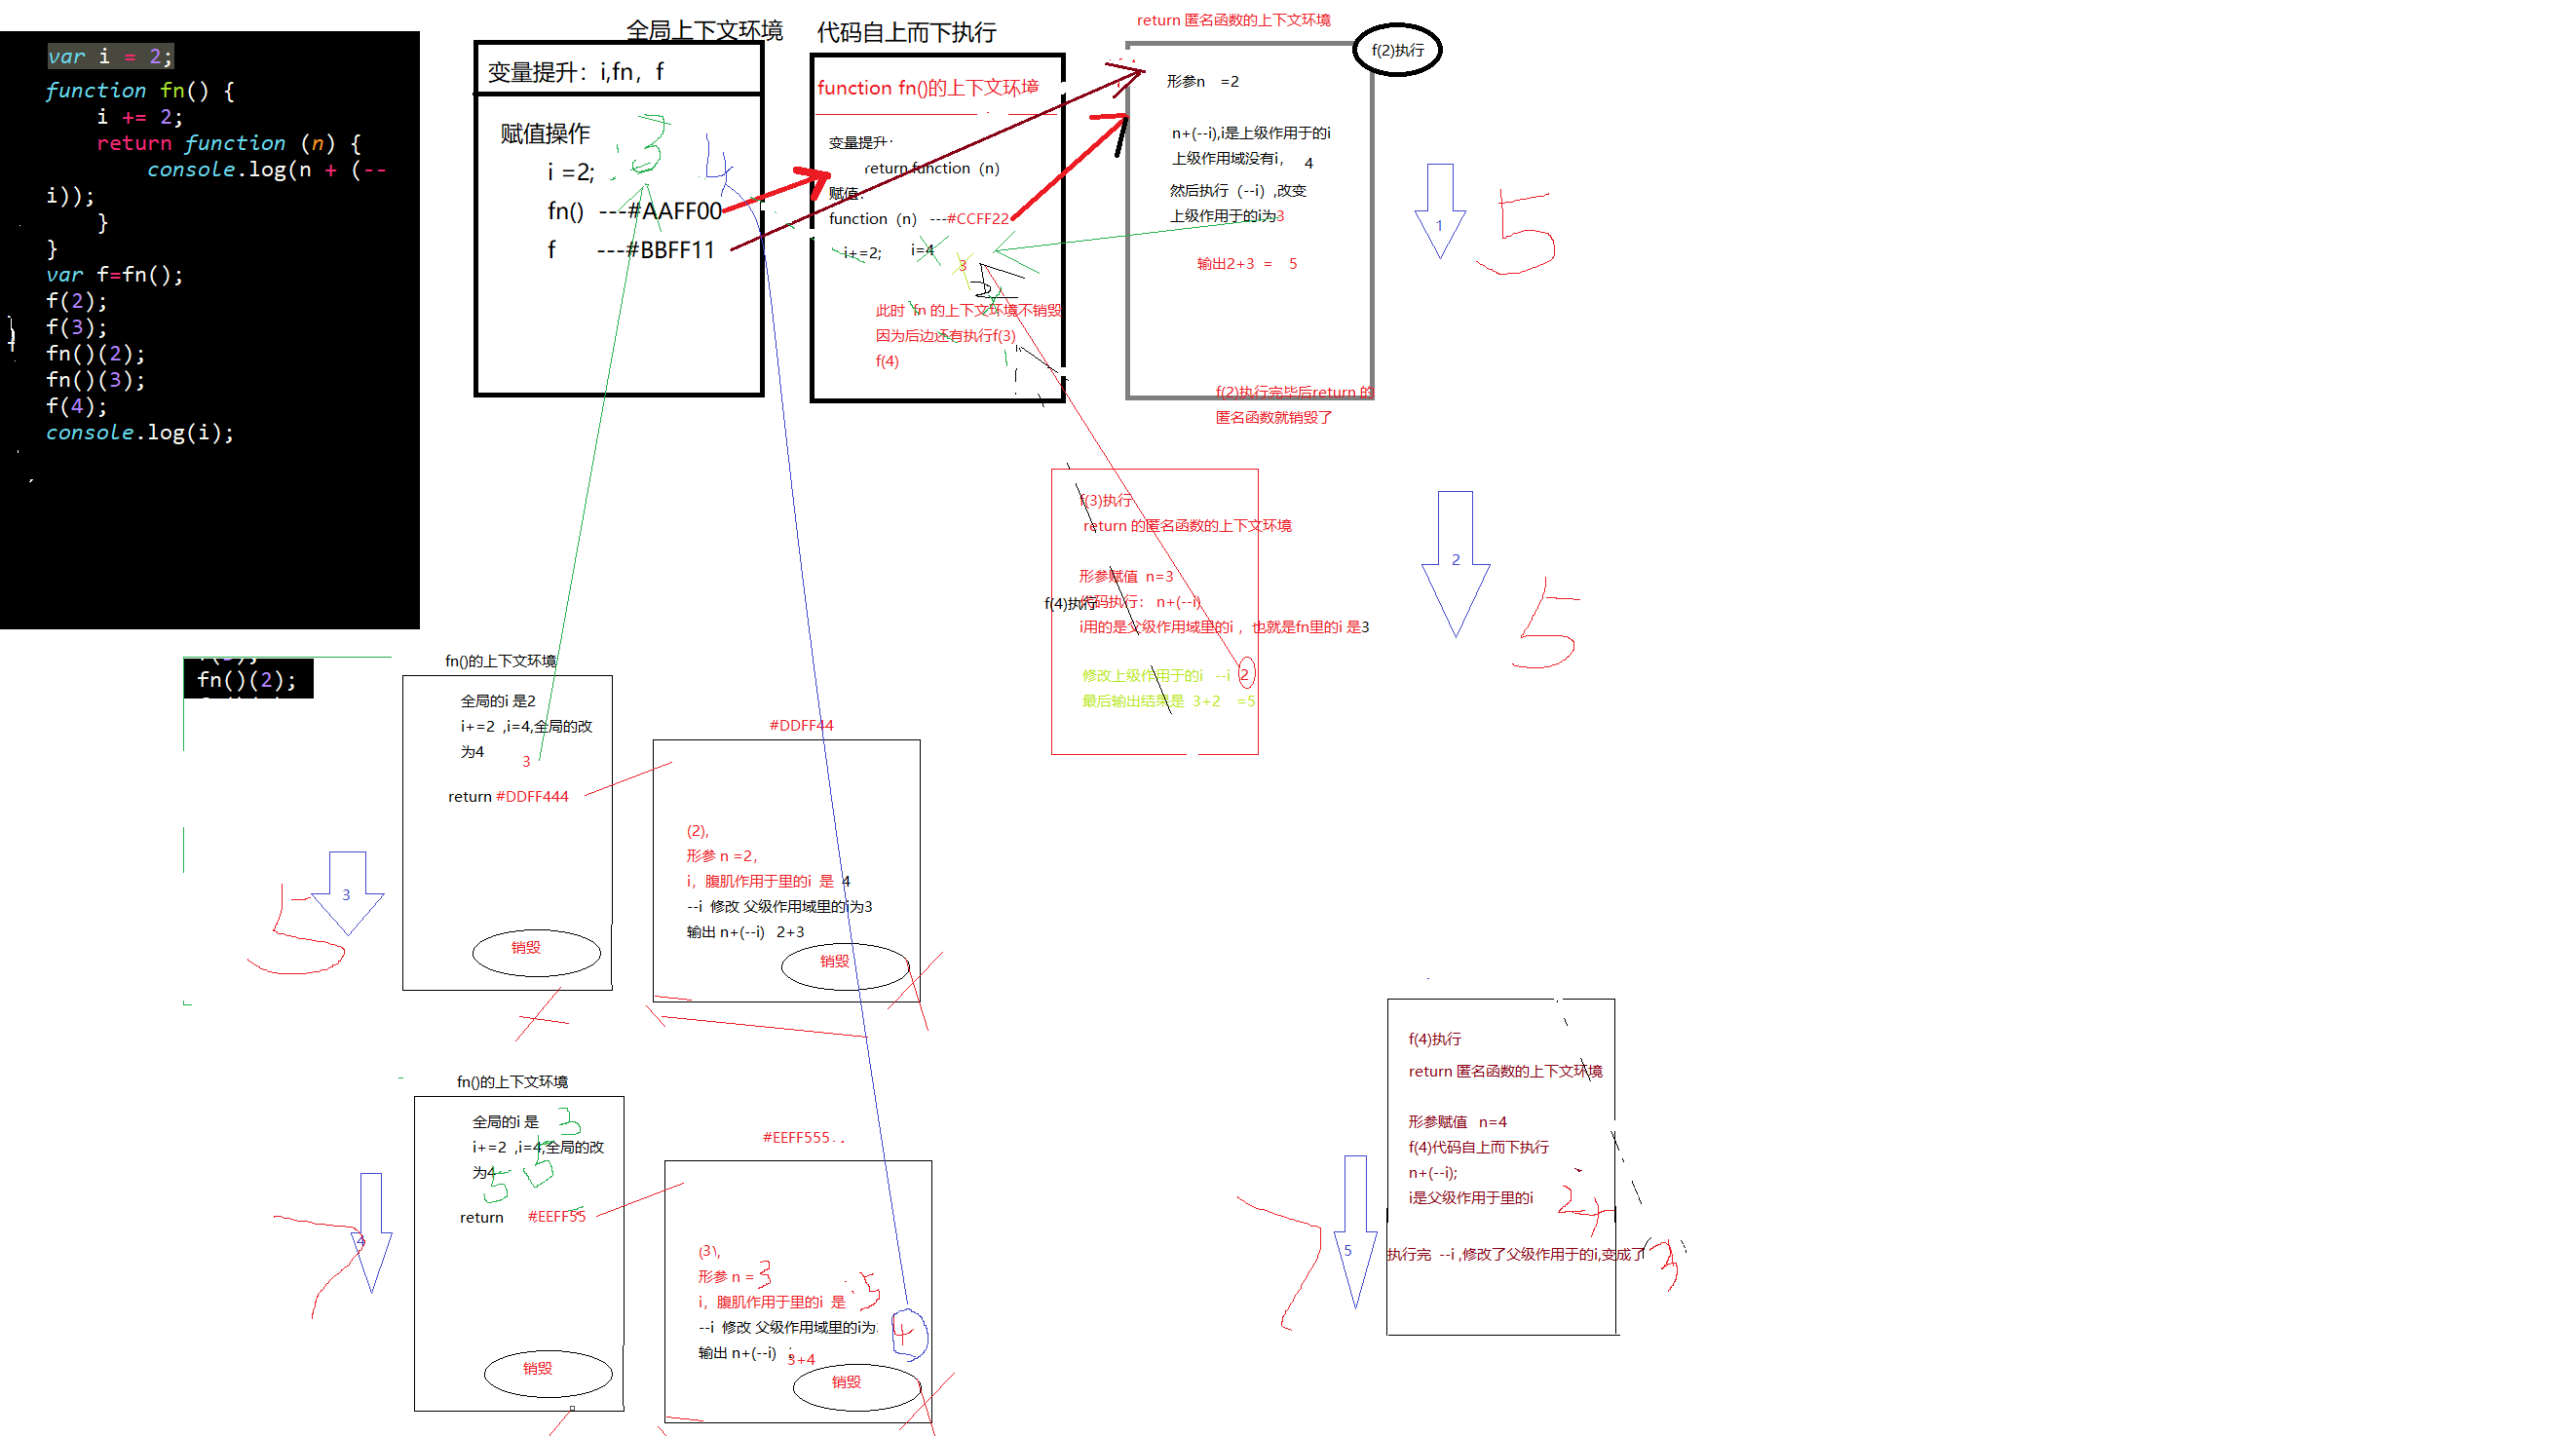 var i = 2;
function fn() {
i += 2;
return function (n) {
console.log(n + (--
i));
}
}
var f=fn();
f(2);
f(3);
fn()(2);
fn()(3);
f(4);
console.log(i);
全局上下文环境
变量提升：i,fn，f
赋值操作
3
4
i =2;
fn() ---#AAFF00
f ---#BBFF11
代码自上而下执行
function fn()的上下文环境
变量提升·
return function（n）
赋值：
function（n） ---#CCFF22
i+=2; i=4
3
2
此时 fn 的上下文环境不销毁
因为后边还有执行f(3)
f(4)
return 匿名函数的上下文环境
f(2)执行
形参n =2
n+(--i),i是上级作用于的i
上级作用域没有i， 4
然后执行（--i）,改变
上级作用于的i为3
输出2+3 = 5
f(2)执行完毕后return 的
匿名函数就销毁了
1
5
f(3)执行
return 的匿名函数的上下文环境
形参赋值 n=3
f(4)执行
代码执行： n+(--i)
i用的是父级作用域里的i ，也就是fn里的i 是3
修改上级作用于的i --i 2
最后输出结果是 3+2 =5
2
5
fn()(2);
fn()的上下文环境
全局的i 是2
i+=2 ,i=4,全局的改
为4
3
return #DDFF444
销毁
3
5
#DDFF44
(2),
形参 n =2，
i，腹肌作用于里的i 是 4
--i 修改 父级作用域里的i为3
输出 n+(--i) 2+3
销毁
fn()的上下文环境
全局的i 是 3
i+=2 ,i=4,全局的改
5
为4
5
return #EEFF55
销毁
4
7
#EEFF555
(3),
形参 n = 3
i，腹肌作用于里的i 是 5
--i 修改 父级作用域里的i为 4
输出 n+(--i) 3+4
销毁
f(4)执行
return 匿名函数的上下文环境
形参赋值 n=4
f(4)代码自上而下执行
n+(--i);
i是父级作用于里的i
执行完 --i ,修改了父级作用于的i,变成了
5
7